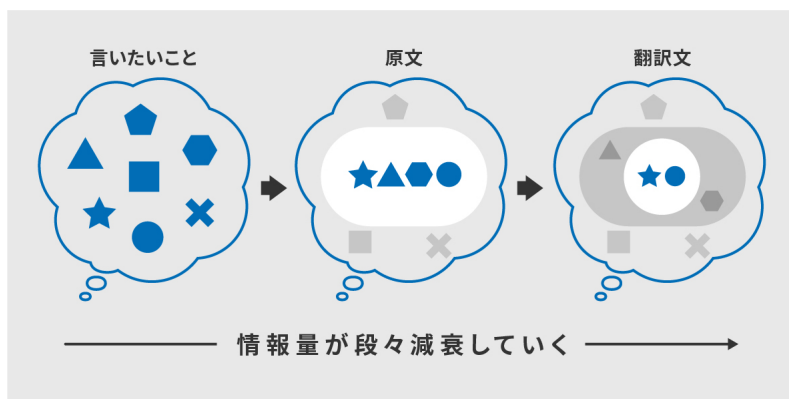 言いたいこと
原文
翻訳文
情報量が段々減衰していく